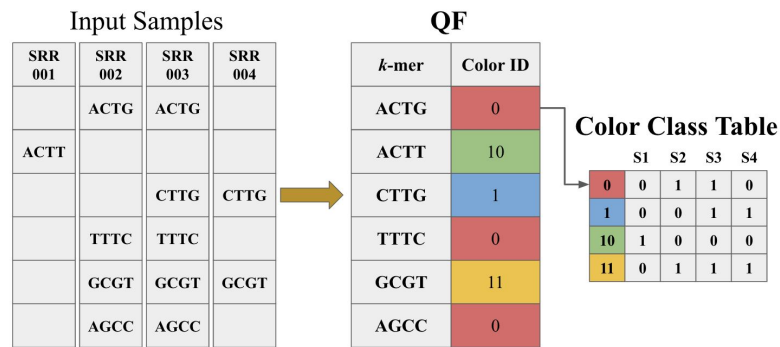 Input Samples
QF
SRR 001 SRR 002 SRR 003 SRR 004
k-mer Color ID
ACTG ACTG
ACTG 0
ACTT
ACTT 10
CTTG CTTG
CTTG 1
TTTC TTTC
TTTC 0
GCGT GCGT GCGT
GCGT 11
AGCC AGCC
AGCC 0
Color Class Table
S1 S2 S3 S4
0 0 1 1 0
1 0 0 1 1
10 1 0 0 0
11 0 1 1 1